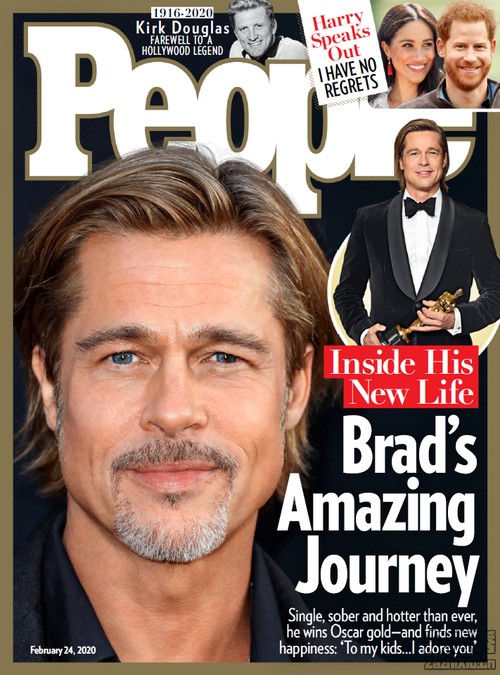 1916-2020
Kirk Douglas
FAREWELL TO A
HOLLYWOOD LEGEND
Harry
Speaks
Out
I HAVE NO
REGRETS
People
Inside His
New Life
Brad's
Amazing
Journey
Single, sober and hotter than ever,
he wins Oscar gold—and finds new
happiness: ‘To my kids...I adore you’
February 24, 2020